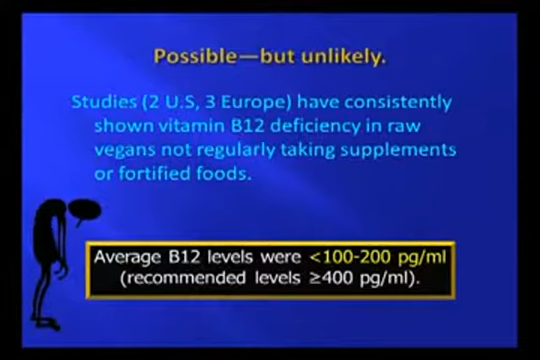 Possible—but unlikely.
Studies (2 U.S, 3 Europe) have consistently
shown vitamin B12 deficiency in raw
vegans not regularly taking supplements
or fortified foods.
Average B12 levels were <100-200 pg/ml
(recommended levels ≥400 pg/ml).